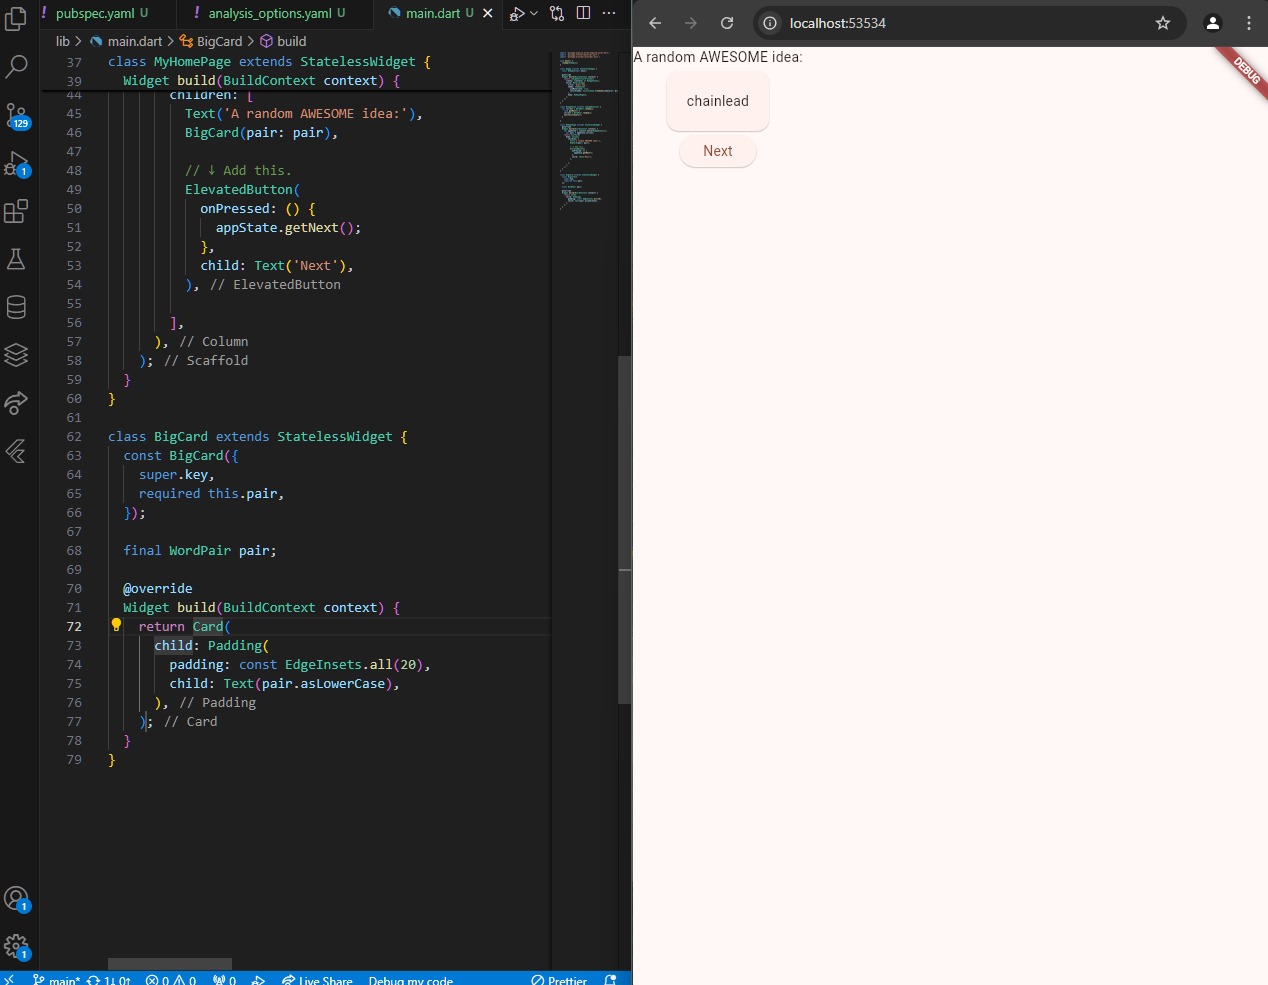 pubspec.yaml U
analysis_options.yaml U
main.dart U
localhost:53534
lib > main.dart > BigCard > build
37 class MyHomePage extends StatelessWidget {
39 Widget build(BuildContext context) {
44 children: [
45 Text('A random AWESOME idea:'),
46 BigCard(pair: pair),
47
48 // ↓ Add this.
49 ElevatedButton(
50 onPressed: () {
51 appState.getNext();
52 },
53 child: Text('Next'),
54 ), // ElevatedButton
55
56 ],
57 ), // Column
58 ); // Scaffold
59 }
60 }
61
62 class BigCard extends StatelessWidget {
63 const BigCard({
64 super.key,
65 required this.pair,
66 });
67
68 final WordPair pair;
69
70 @override
71 Widget build(BuildContext context) {
72 return Card(
73 child: Padding(
74 padding: const EdgeInsets.all(20),
75 child: Text(pair.asLowerCase),
76 ), // Padding
77 ); // Card
78 }
79 }
129
1
1
1
main* 1↓ 0↑ 0 0 0 Live Share Debug my code Prettier
A random AWESOME idea:
DEBUG
chainlead
Next